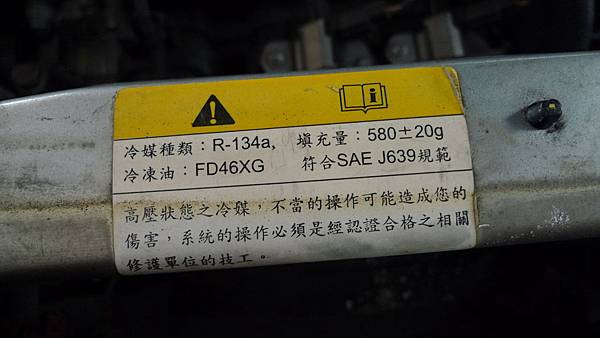 冷媒種類：R-134a, 填充量：580±20g
冷凍油：FD46XG 符合SAE J639規範
高壓狀態之冷媒，不當的操作可能造成您的
傷害，系統的操作必須是經認證合格之相關
修護單位的技工。